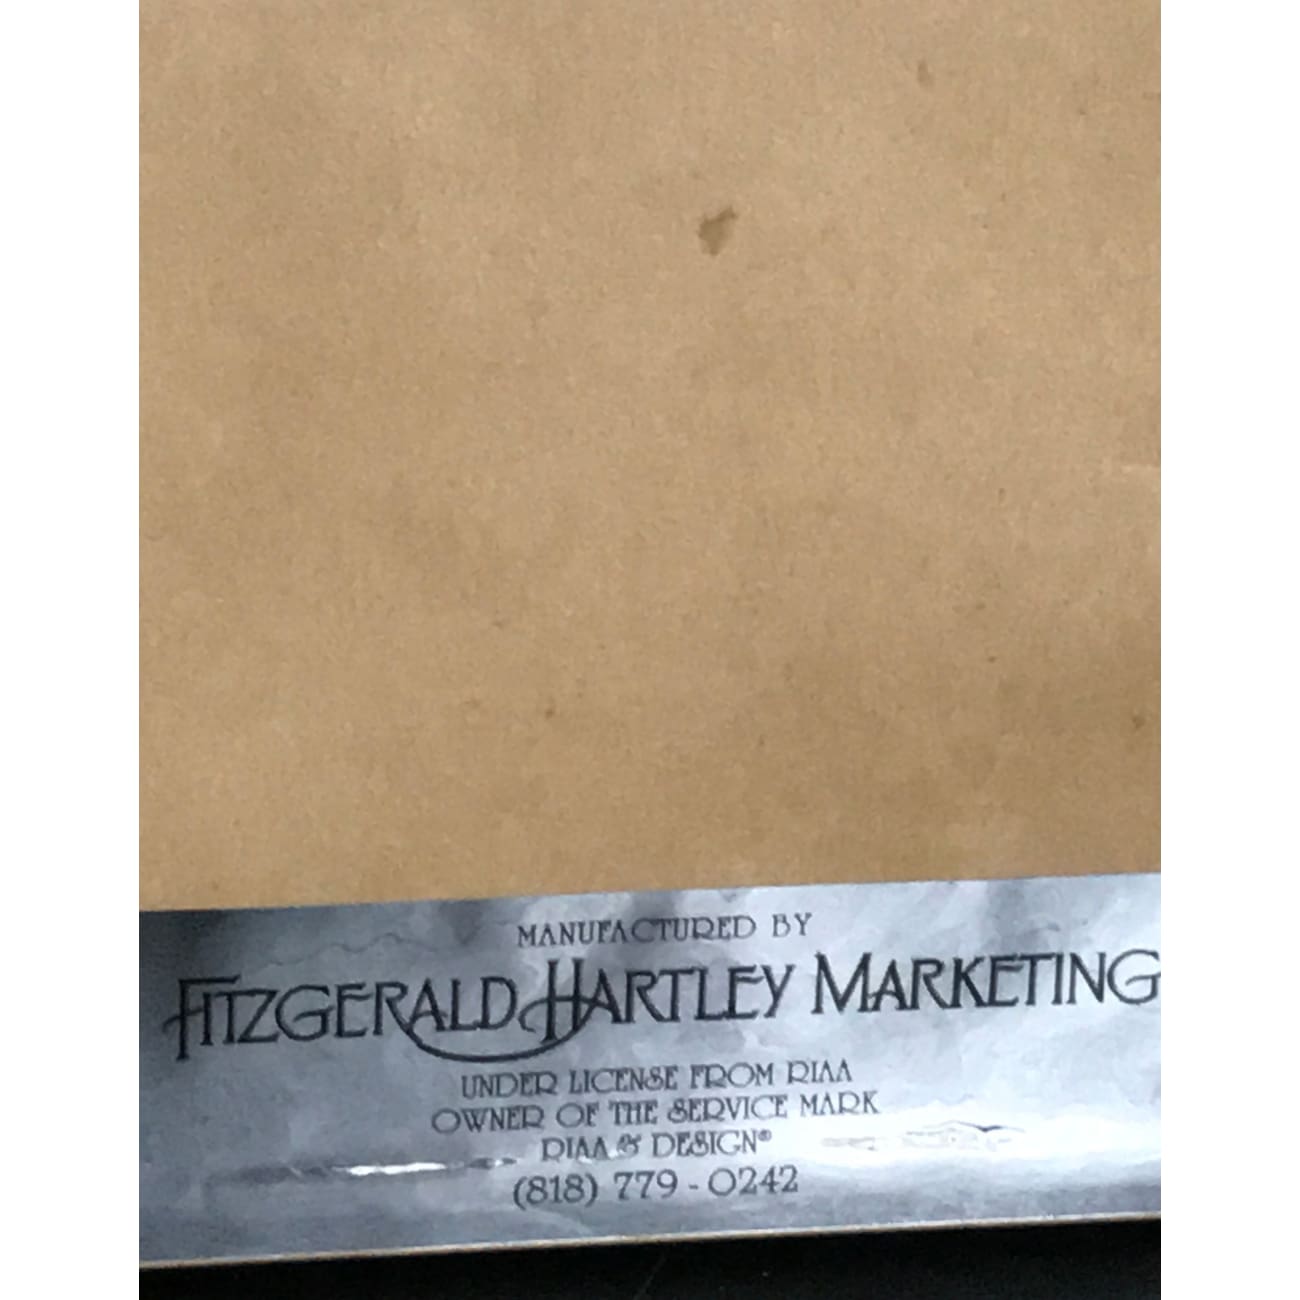 MANUFACTURED BY
FITZGERALD HARTLEY MARKETING
UNDER LICENSE FROM RIAA
OWNER OF THE SERVICE MARK
RIAA & DESIGN®
(818) 779-0242